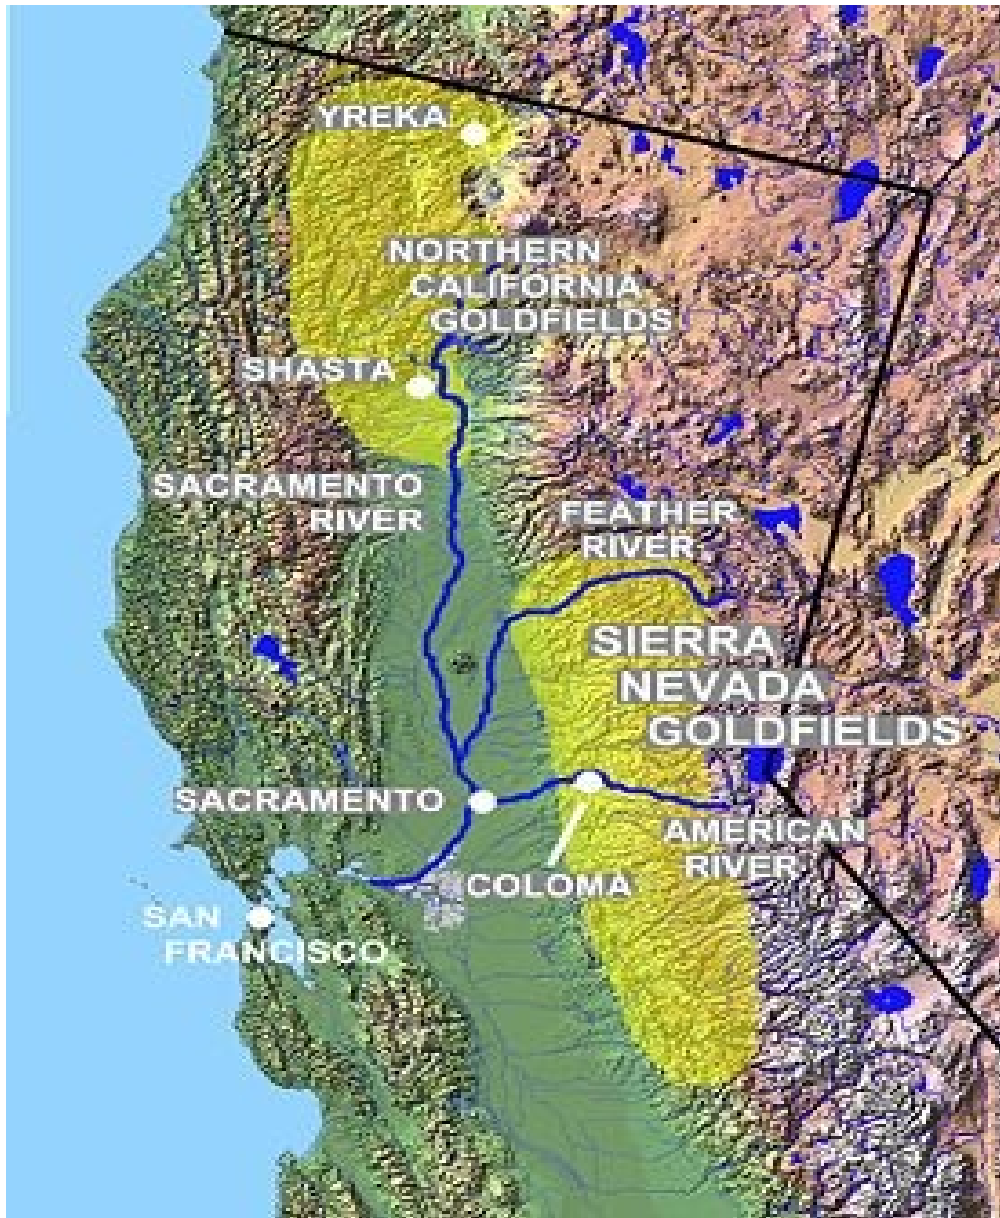 YREKA
NORTHERN
CALIFORNIA
GOLDFIELDS
SHASTA
SACRAMENTO
RIVER
FEATHER
RIVER
SIERRA
NEVADA
GOLDFIELDS
SACRAMENTO
AMERICAN
RIVER
COLOMA
SAN
FRANCISCO